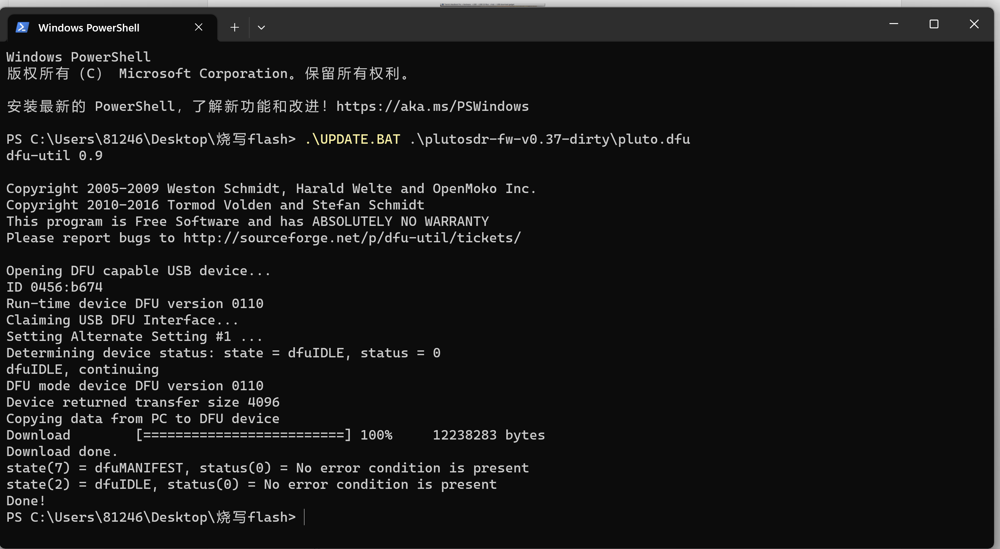 Windows PowerShell
Windows PowerShell
版权所有（C） Microsoft Corporation。保留所有权利。
安装最新的 PowerShell，了解新功能和改进！https://aka.ms/PSWindows
PS C:\Users\81246\Desktop\烧写flash> .\UPDATE.BAT .\plutosdr-fw-v0.37-dirty\pluto.dfu
dfu-util 0.9
Copyright 2005-2009 Weston Schmidt, Harald Welte and OpenMoko Inc.
Copyright 2010-2016 Tormod Volden and Stefan Schmidt
This program is Free Software and has ABSOLUTELY NO WARRANTY
Please report bugs to http://sourceforge.net/p/dfu-util/tickets/
Opening DFU capable USB device...
ID 0456:b674
Run-time device DFU version 0110
Claiming USB DFU Interface...
Setting Alternate Setting #1 ...
Determining device status: state = dfuIDLE, status = 0
dfuIDLE, continuing
DFU mode device DFU version 0110
Device returned transfer size 4096
Copying data from PC to DFU device
Download [=========================] 100% 12238283 bytes
Download done.
state(7) = dfuMANIFEST, status(0) = No error condition is present
state(2) = dfuIDLE, status(0) = No error condition is present
Done!
PS C:\Users\81246\Desktop\烧写flash>